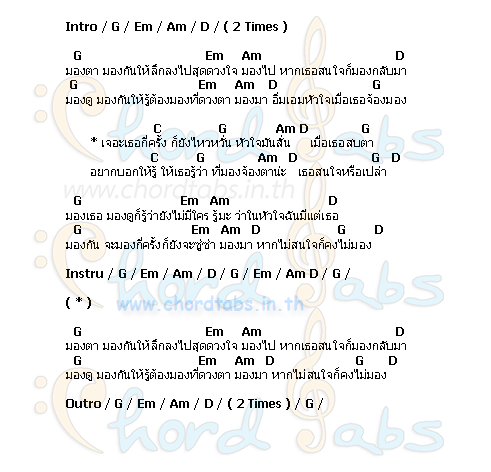 Intro / G / Em / Am / D / ( 2 Times )
G Em Am D
มองตา มองกันให้ลึกลงไปสุดดวงใจ มองไป หากเธอสนใจก็มองกลับมา
G Em Am D G
มองดู มองกันให้รู้ต้องมองที่ดวงตา มองมา อิ่มเอมหัวใจเมื่อเธอจ้องมอง
C G Am D G
* เจอะเธอกี่ครั้ง ก็ยังไหวหวั่น หัวใจมันสั่น เมื่อเธอสบตา
C G Am D G D
อยากบอกให้รู้ ให้เธอรู้ว่า ที่มองจ้องตาน่ะ เธอสนใจหรือเปล่า
www.chordtabs.in.th
G Em Am D
มองเธอ มองดูก็รู้ว่ายังไม่มีใคร รู้มะ ว่าในหัวใจฉันมีแต่เธอ
G Em Am D G D
มองกัน จะมองกี่ครั้งก็ยังจะซู่ซ่า มองมา หากไม่สนใจก็คงไม่มอง
Instru / G / Em / Am / D / G / Em / Am D / G /
( * )
www.chordtabs.in.th
G Em Am D
มองตา มองกันให้ลึกลงไปสุดดวงใจ มองไป หากเธอสนใจก็มองกลับมา
G Em Am D G D
มองดู มองกันให้รู้ต้องมองที่ดวงตา มองมา หากไม่สนใจก็คงไม่มอง
Outro / G / Em / Am / D / ( 2 Times ) / G /